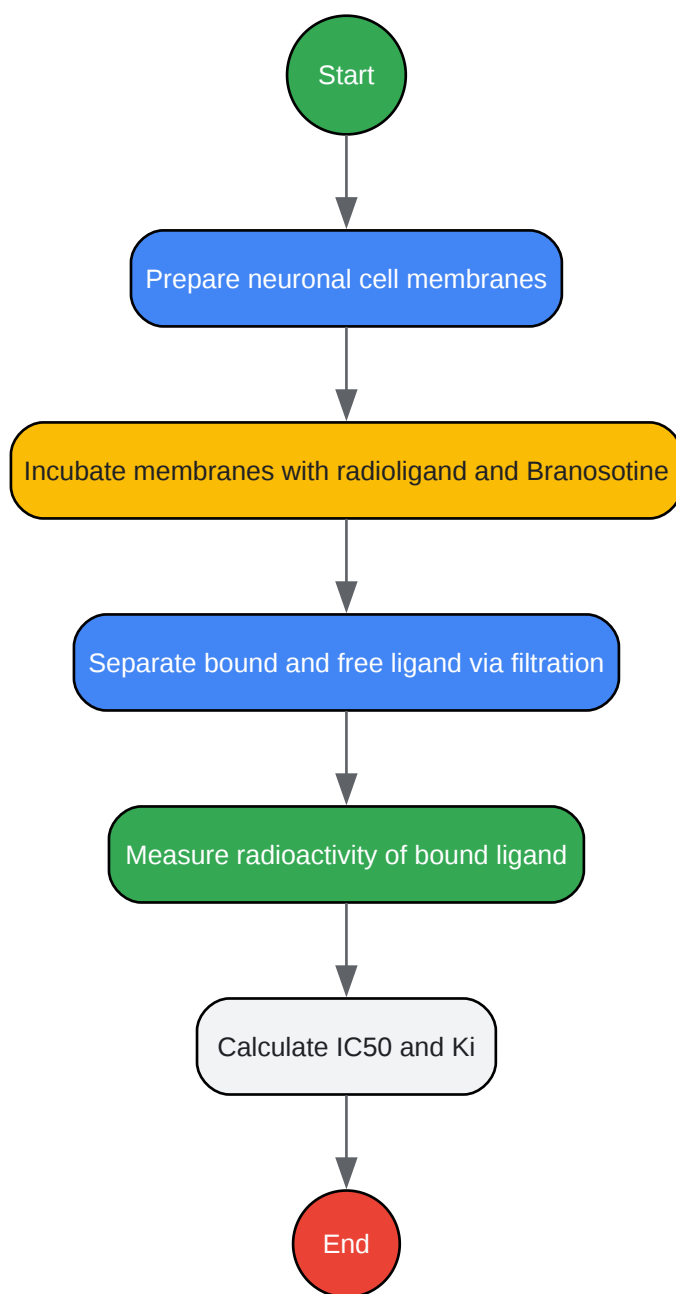 Start
Prepare neuronal cell membranes
Incubate membranes with radioligand and Branosotine
Separate bound and free ligand via filtration
Measure radioactivity of bound ligand
Calculate IC50 and Ki
End